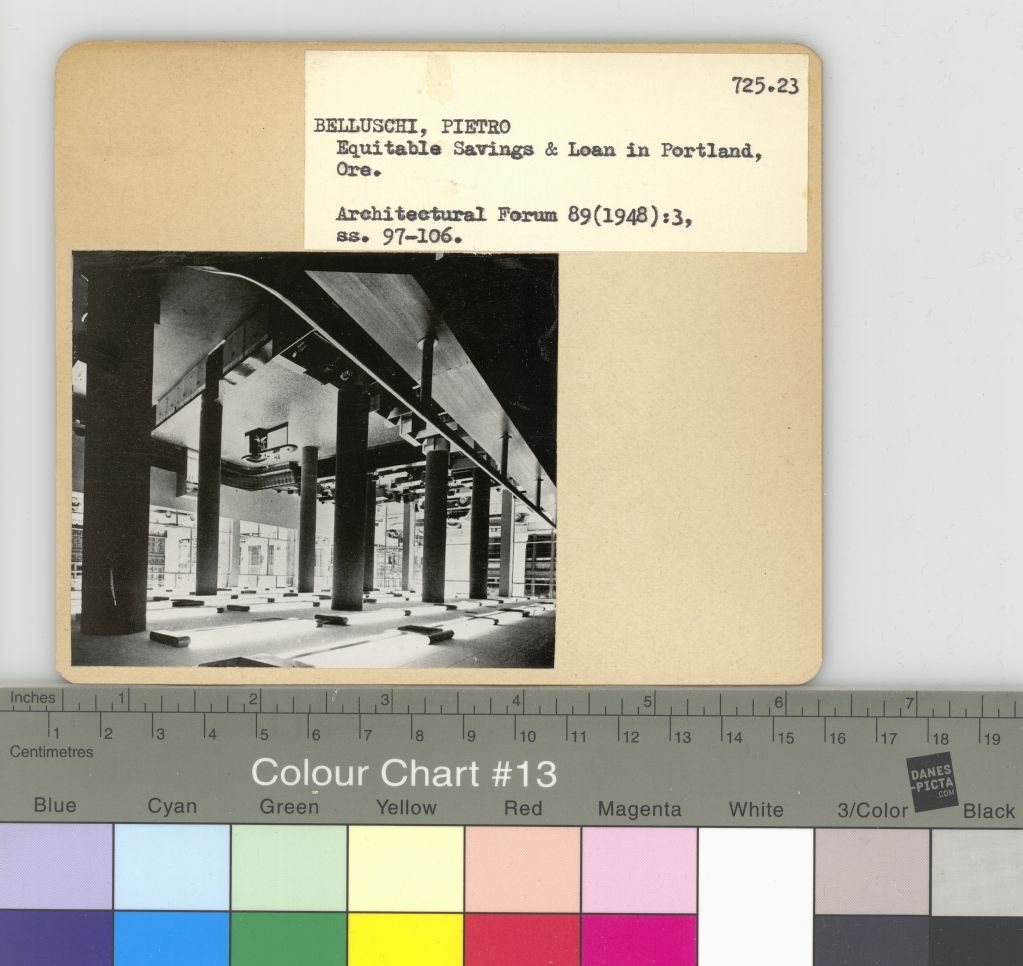 725.23
BELLUSCHI, PIETRO
Equitable Savings & Loan in Portland,
Ore.
Architectural Forum 89(1948):3,
ss. 97-106.
Inches 1 2 3 4 5 6 7
1 2 3 4 5 6 7 8 9 10 11 12 13 14 15 16 17 18 19
Centimetres
Colour Chart #13
DANES
-PICTA
.COM
Blue Cyan Green Yellow Red Magenta White 3/Color Black